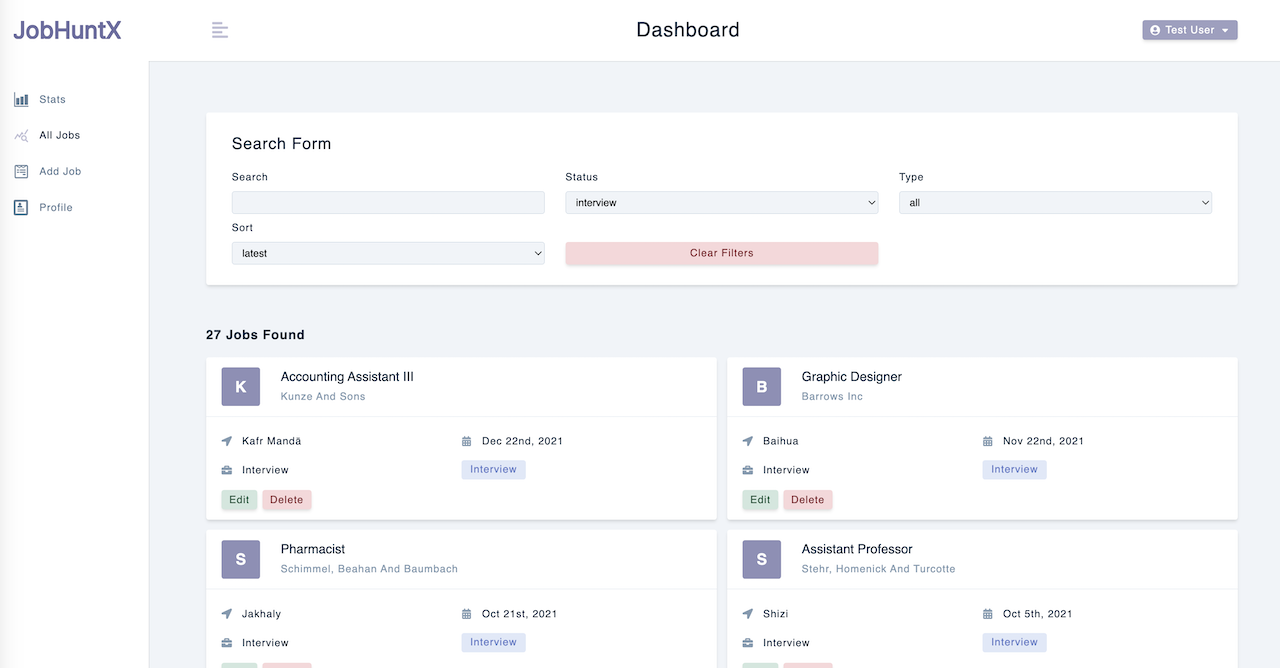 JobHuntX
Dashboard
Test User
Stats
All Jobs
Add Job
Profile
Search Form
Search
Status
Type
interview
all
Sort
latest
Clear Filters
27 Jobs Found
K
Accounting Assistant III
Kunze And Sons
Kafr Mandā
Dec 22nd, 2021
Interview
Interview
Edit
Delete
B
Graphic Designer
Barrows Inc
Baihua
Nov 22nd, 2021
Interview
Interview
Edit
Delete
S
Pharmacist
Schimmel, Beahan And Baumbach
Jakhaly
Oct 21st, 2021
Interview
Interview
S
Assistant Professor
Stehr, Homenick And Turcotte
Shizi
Oct 5th, 2021
Interview
Interview